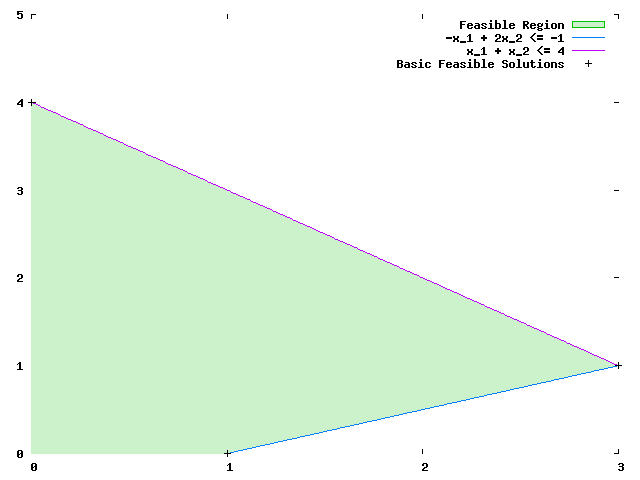 5
Feasible Region
-x_1 + 2x_2 <= -1
x_1 + x_2 <= 4
Basic Feasible Solutions
4
3
2
1
0
0 1 2 3